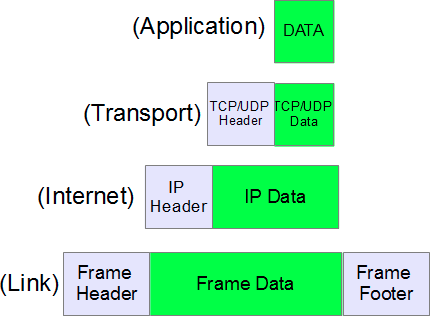 (Application)
DATA
(Transport)
TCP/UDP
Header
TCP/UDP
Data
(Internet)
IP
Header
IP Data
(Link)
Frame
Header
Frame Data
Frame
Footer